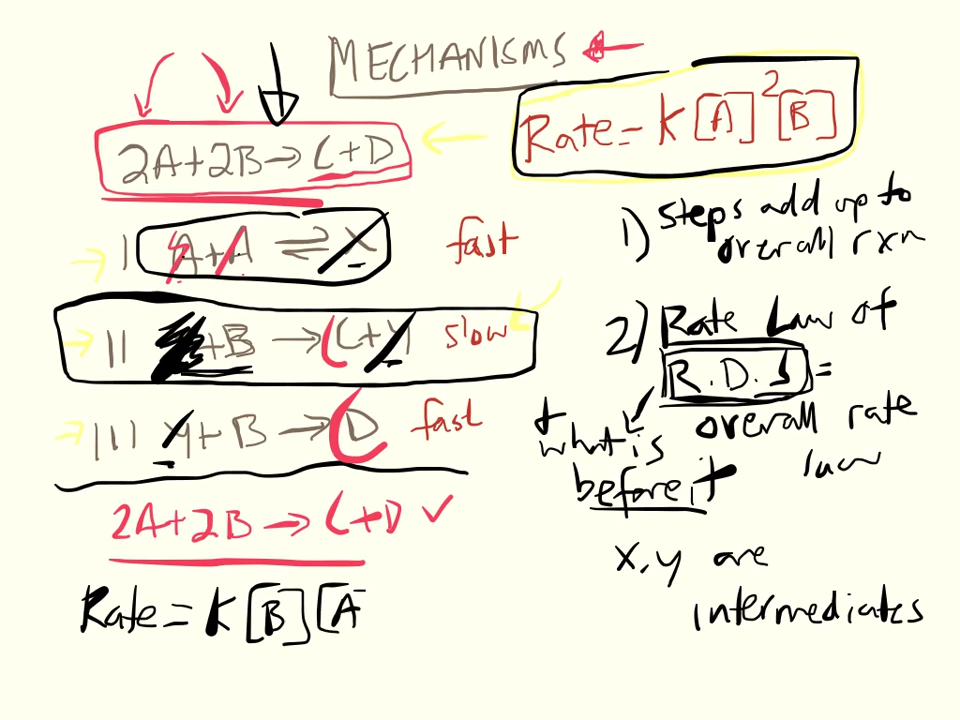 MECHANISMS
Rate = K [A]²[B]
2A+2B → C+D
I A+A ⇌ X fast
II +B → C+Y slow
III Y+B → D fast
2A+2B → C+D ✓
Rate = K [B][A
1) Steps add up to
overall rxn
2) Rate Law of
R.D.S =
overall rate
law
+ what is
before it
X, Y are
intermediates